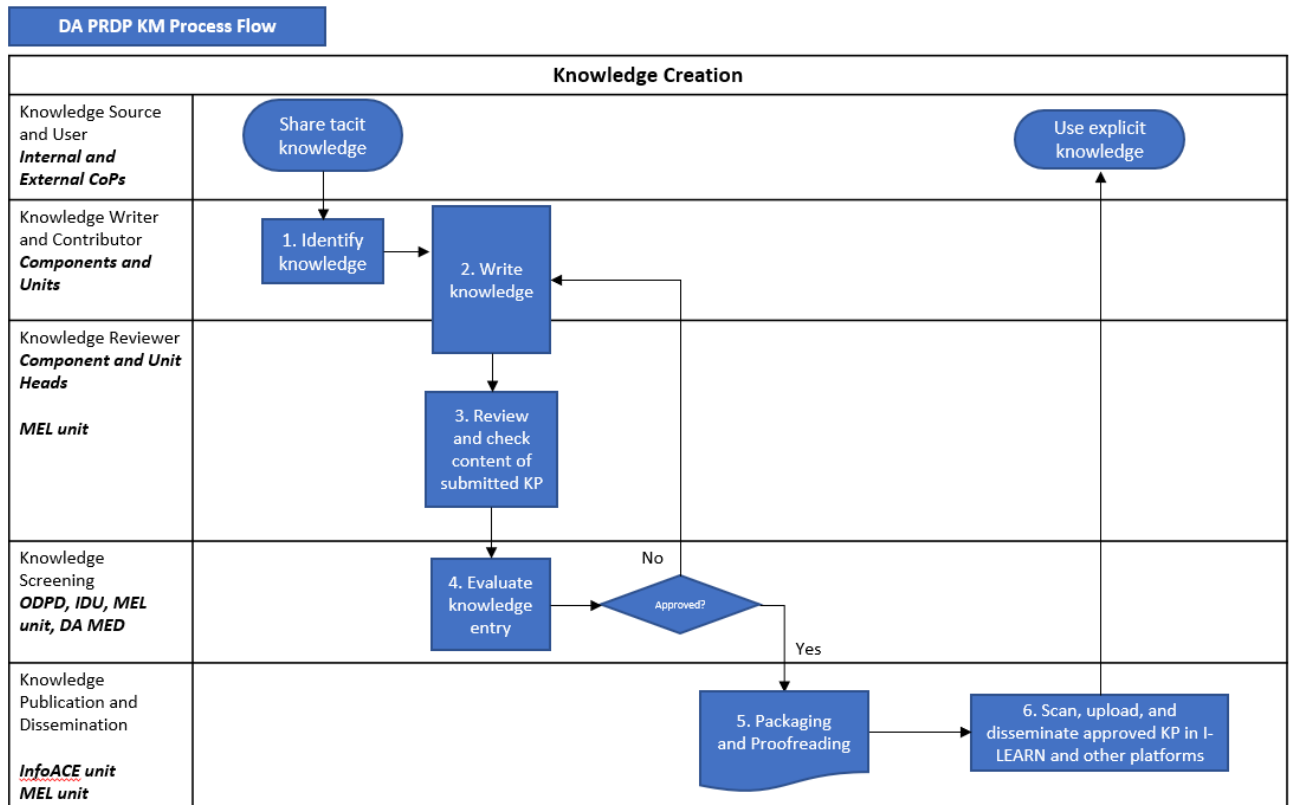 DA PRDP KM Process Flow
Knowledge Creation
Knowledge Source
and User
Internal and
External CoPs
Share tacit
knowledge
Use explicit
knowledge
Knowledge Writer
and Contributor
Components and
Units
1. Identify
knowledge
2. Write
knowledge
Knowledge Reviewer
Component and Unit
Heads
MEL unit
3. Review
and check
content of
submitted KP
Knowledge
Screening
ODPD, IDU, MEL
unit, DA MED
4. Evaluate
knowledge
entry
No
Approved?
Yes
Knowledge
Publication and
Dissemination
InfoACE unit
MEL unit
5. Packaging
and Proofreading
6. Scan, upload, and
disseminate approved KP in I-
LEARN and other platforms